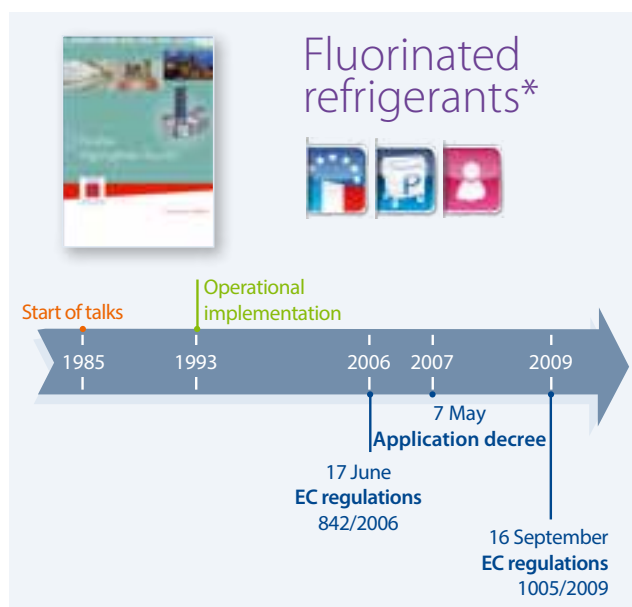 Fluorinated
refrigerants*
P
Operational
implementation
Start of talks
1985 1993 2006 2007 2009
7 May
Application decree
17 June
EC regulations
842/2006
16 September
EC regulations
1005/2009